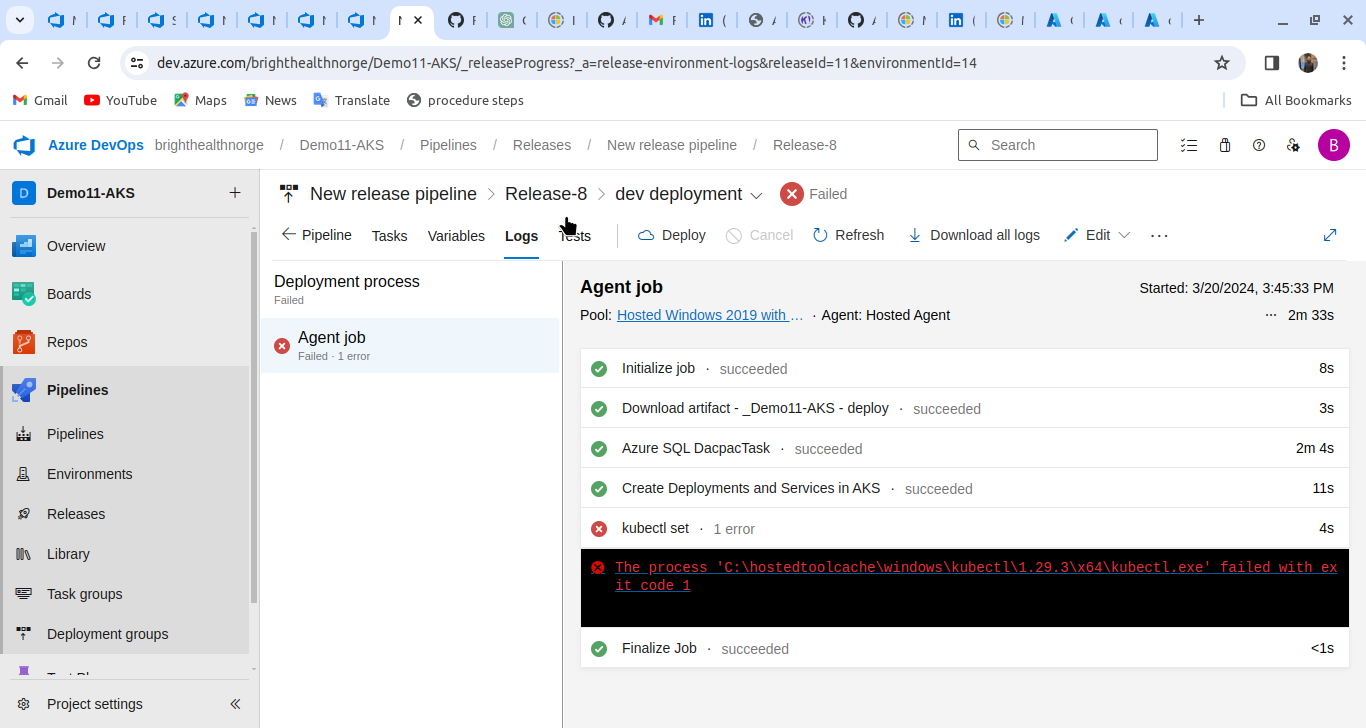 dev.azure.com/brighthealthnorge/Demo11-AKS/_releaseProgress?_a=release-environment-logs&releaseId=11&environmentId=14
Gmail YouTube Maps News Translate procedure steps All Bookmarks
Azure DevOps brighthealthnorge / Demo11-AKS / Pipelines / Releases / New release pipeline / Release-8 Search B
D Demo11-AKS +
New release pipeline > Release-8 > dev deployment Failed
← Pipeline Tasks Variables Logs Tests Deploy Cancel Refresh Download all logs Edit ...
Overview
Boards
Repos
Pipelines
Pipelines
Environments
Releases
Library
Task groups
Deployment groups
Project settings «
Deployment process
Failed
Agent job
Failed · 1 error
Agent job Started: 3/20/2024, 3:45:33 PM
Pool: Hosted Windows 2019 with … · Agent: Hosted Agent ... 2m 33s
Initialize job · succeeded 8s
Download artifact - _Demo11-AKS - deploy · succeeded 3s
Azure SQL DacpacTask · succeeded 2m 4s
Create Deployments and Services in AKS · succeeded 11s
kubectl set · 1 error 4s
The process 'C:\hostedtoolcache\windows\kubectl\1.29.3\x64\kubectl.exe' failed with ex
it code 1
Finalize Job · succeeded <1s